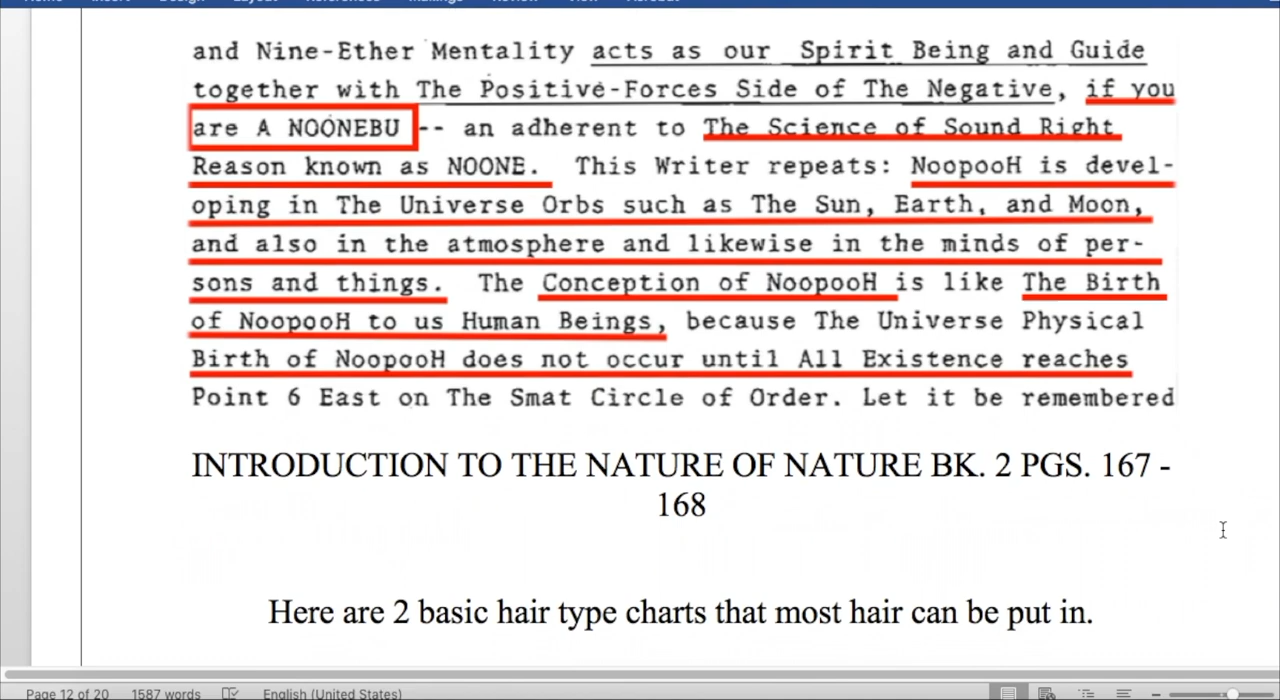 and Nine-Ether Mentality acts as our Spirit Being and Guide
together with The Positive-Forces Side of The Negative, if you
are A NOONEBU -- an adherent to The Science of Sound Right
Reason known as NOONE. This Writer repeats: NoopooH is devel-
oping in The Universe Orbs such as The Sun, Earth, and Moon,
and also in the atmosphere and likewise in the minds of per-
sons and things. The Conception of NoopooH is like The Birth
of NoopooH to us Human Beings, because The Universe Physical
Birth of NoopooH does not occur until All Existence reaches
Point 6 East on The Smat Circle of Order. Let it be remembered
INTRODUCTION TO THE NATURE OF NATURE BK. 2 PGS. 167 -
168
Here are 2 basic hair type charts that most hair can be put in.
Page 12 of 20 1587 words English (United States)